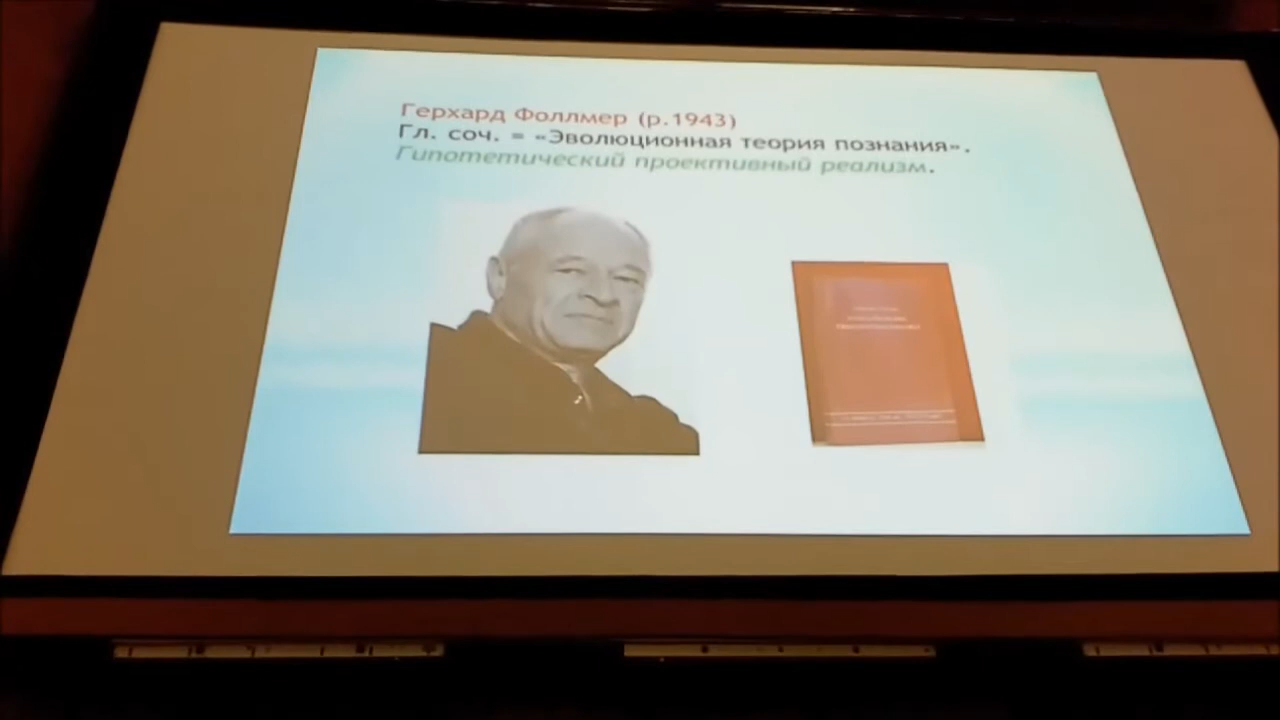 Герхард Фоллмер (р.1943)
Гл. соч. = «Эволюционная теория познания».
Гипотетический проективный реализм.